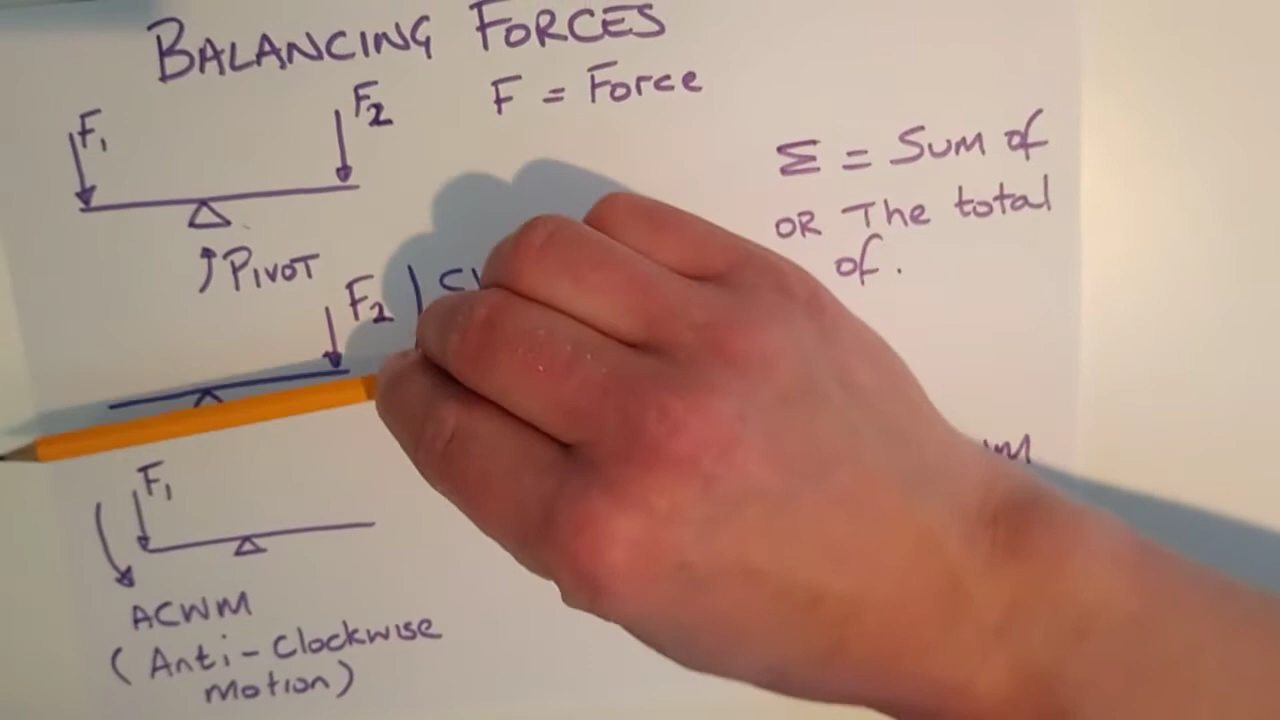 BALANCING FORCES
F = Force
F₁
F₂
Σ = Sum of
OR The total
of.
PIVOT
F₂
F₁
ACWM
(Anti-Clockwise
Motion)